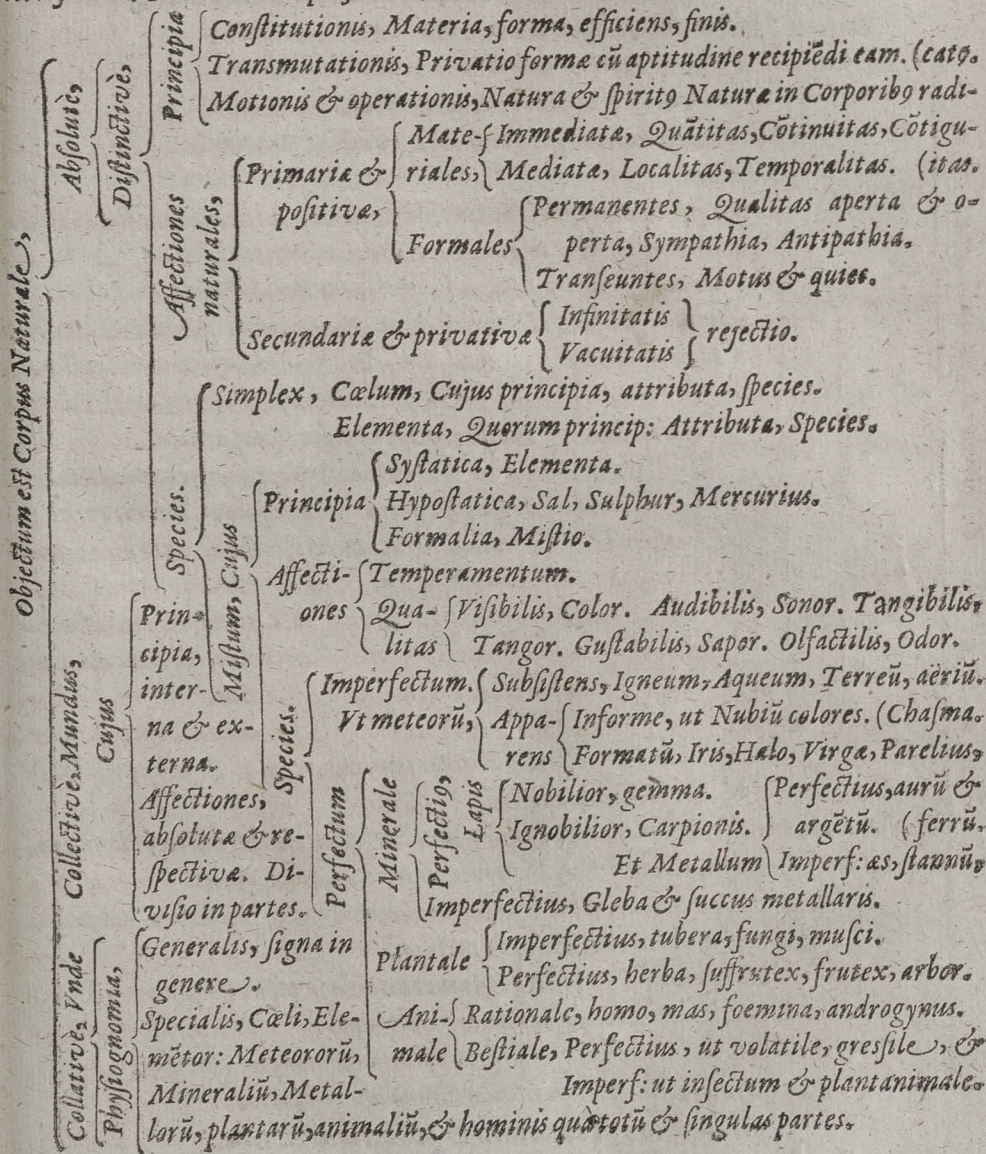 Objectum est Corpus Naturale,
Absolutè,
Distinctivè,
Principia
Constitutionis, Materia, forma, efficiens, finis.
Transmutationis, Privatio formæ cū aptitudine recipiēdi eam. (catꝰ.
Motionis & operationis, Natura & spiritꝰ Naturæ in Corporibꝰ radi-
Affectiones
naturales,
Primariæ &
positivæ,
Mate-
riales,
Immediatæ, Quātitas, Cōtinuitas, Cōtigu-
Mediatæ, Localitas, Temporalitas. (itas.
Formales
Permanentes, Qualitas aperta & o-
perta, Sympathia, Antipathia.
Transeuntes, Motus & quies.
Secundariæ & privativæ
Infinitatis
Vacuitatis
rejectio.
Species.
Simplex, Cœlum, Cujus principia, attributa, species.
Elementa, Quorum princip: Attributa, Species.
Mistum, Cujus
Principia
Systatica, Elementa.
Hypostatica, Sal, Sulphur, Mercurius.
Formalia, Mistio.
Affecti-
ones
Temperamentum.
Qua-
litas
Visibilis, Color. Audibilis, Sonor. Tangibilis,
Tangor. Gustabilis, Sapor. Olfactilis, Odor.
Species.
Imperfectum.
Vt meteorū,
Subsistens, Igneum, Aqueum, Terreū, aëriū.
Appa-
rens
Informe, ut Nubiū colores. (Chasma.
Formatū, Iris, Halo, Virgæ, Parelius,
Perfectum
Minerale
Perfectiꝰ,
Lapis
Nobilior, gemma.
Ignobilior, Carpionis.
Et Metallum
Perfectius, aurū &
argētū. (ferrū.
Imperf: æs, stannū,
Imperfectius, Gleba & succus metallaris.
Plantale
Imperfectius, tubera, fungi, musci.
Perfectius, herba, suffrutex, frutex, arbor.
Ani-
male
Rationale, homo, mas, foemina, androgynus.
Bestiale, Perfectius, ut volatile, gressile, &
Imperf: ut insectum & plantanimale.
Collectivè, Mundus,
Cujus
Prin-
cipia,
inter-
na & ex-
terna.
Affectiones,
absolutæ & re-
spectivæ. Di-
visio in partes.
Collativè, Vnde
Physiognomia,
Generalis, signa in
genere.
Specialis, Cœli, Ele-
mētor: Meteororū,
Mineraliū, Metal-
lorū, plantarū, animaliū, & hominis quo totū & singulas partes.